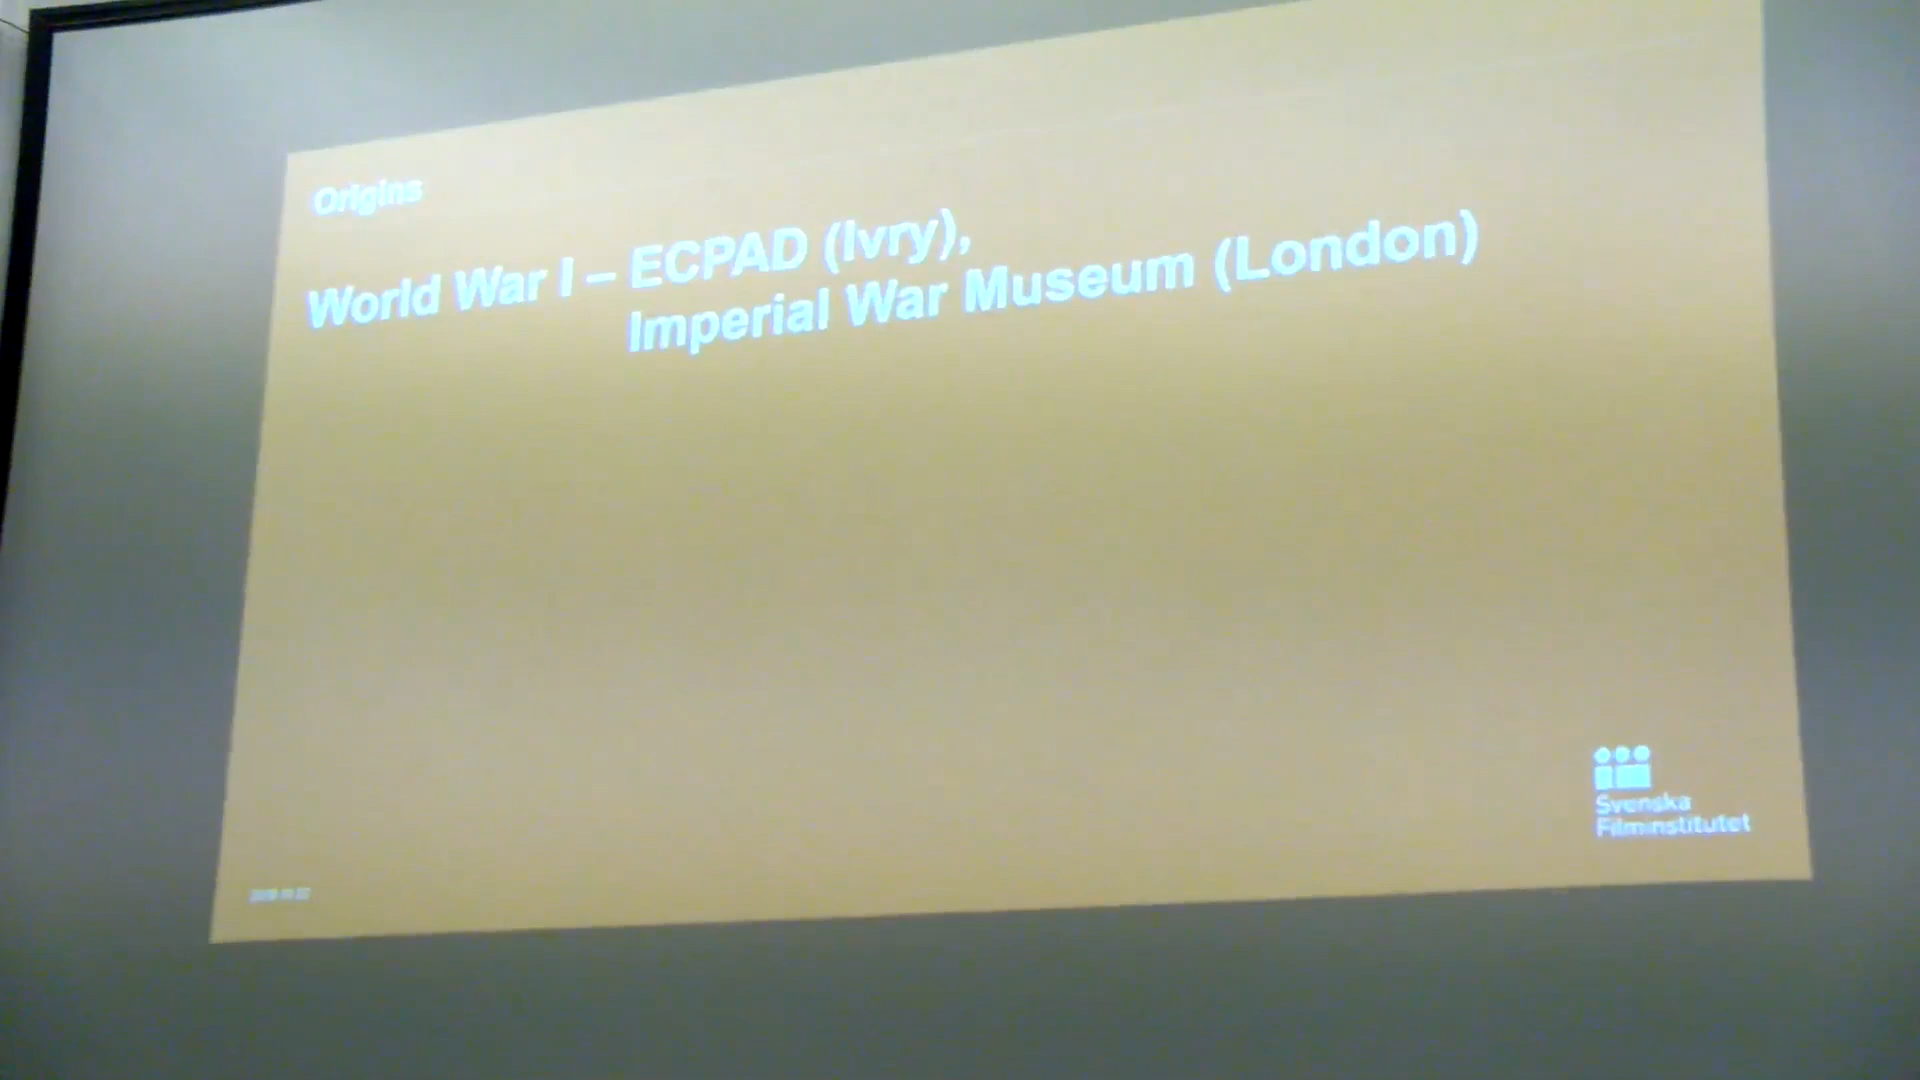 Origins
World War I – ECPAD (Ivry),
Imperial War Museum (London)
Svenska
Filminstitutet